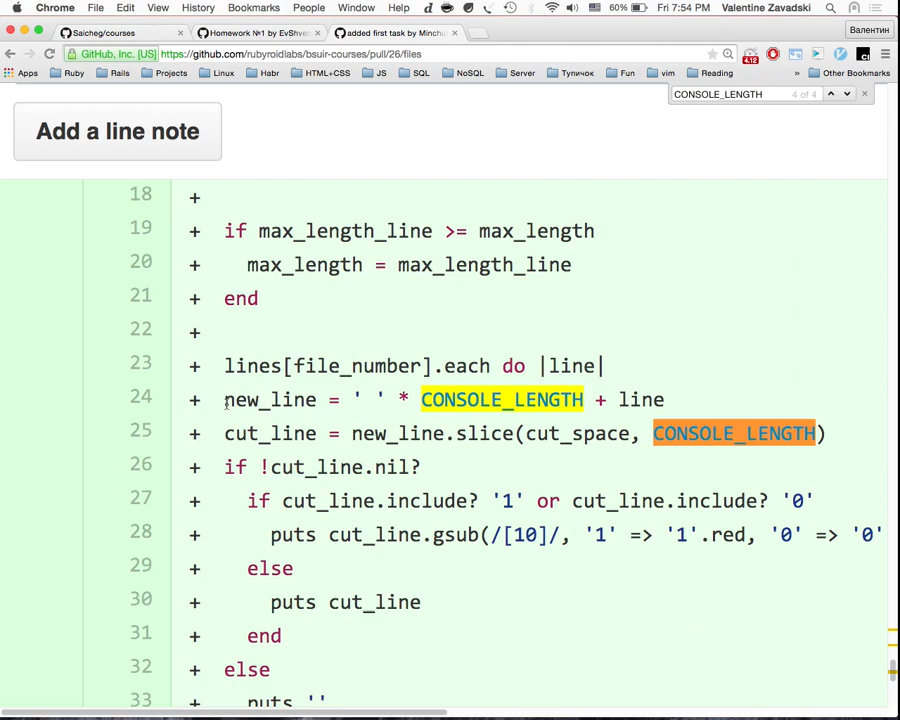 Chrome File Edit View History Bookmarks People Window Help 60% Fri 7:54 PM Valentine Zavadski
Saicheg/courses Homework №1 by EvShved added first task by Minchu Валентин
GitHub, Inc. [US] https://github.com/rubyroidlabs/bsuir-courses/pull/26/files 4.12
Apps Ruby Rails Projects Linux Habr HTML+CSS JS SQL NoSQL Server Тупичок Fun vim Reading » Other Bookmarks
CONSOLE_LENGTH 4 of 4
Add a line note
18 +
19 + if max_length_line >= max_length
20 + max_length = max_length_line
21 + end
22 +
23 + lines[file_number].each do |line|
24 + new_line = ' ' * CONSOLE_LENGTH + line
25 + cut_line = new_line.slice(cut_space, CONSOLE_LENGTH)
26 + if !cut_line.nil?
27 + if cut_line.include? '1' or cut_line.include? '0'
28 + puts cut_line.gsub(/[10]/, '1' => '1'.red, '0' => '0'
29 + else
30 + puts cut_line
31 + end
32 + else
33 + puts ''